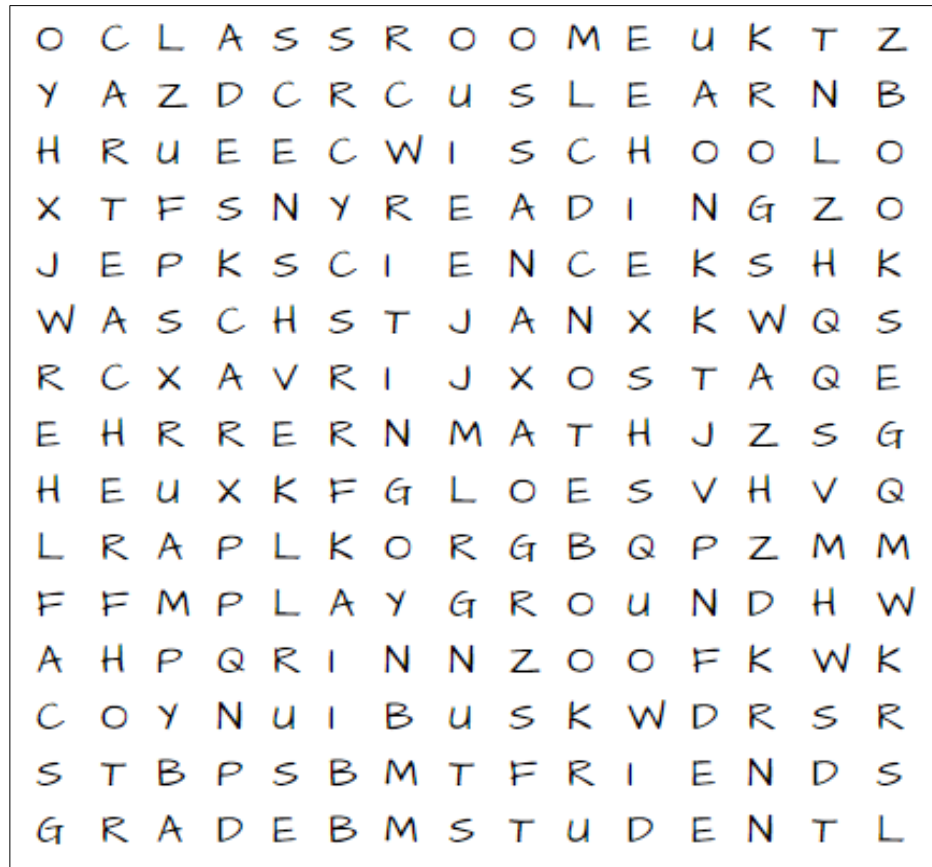 O C L A S S R O O M E U K T Z
Y A Z D C R C U S L E A R N B
H R U E E C W I S C H O O L O
X T F S N Y R E A D I N G Z O
J E P K S C I E N C E K S H K
W A S C H S T J A N X K W Q S
R C X A V R I J X O S T A Q E
E H R R E R N M A T H J Z S G
H E U X K F G L O E S V H V Q
L R A P L K O R G B Q P Z M M
F F M P L A Y G R O U N D H W
A H P Q R I N N Z O O F K W K
C O Y N U I B U S K W D R S R
S T B P S B M T F R I E N D S
G R A D E B M S T U D E N T L